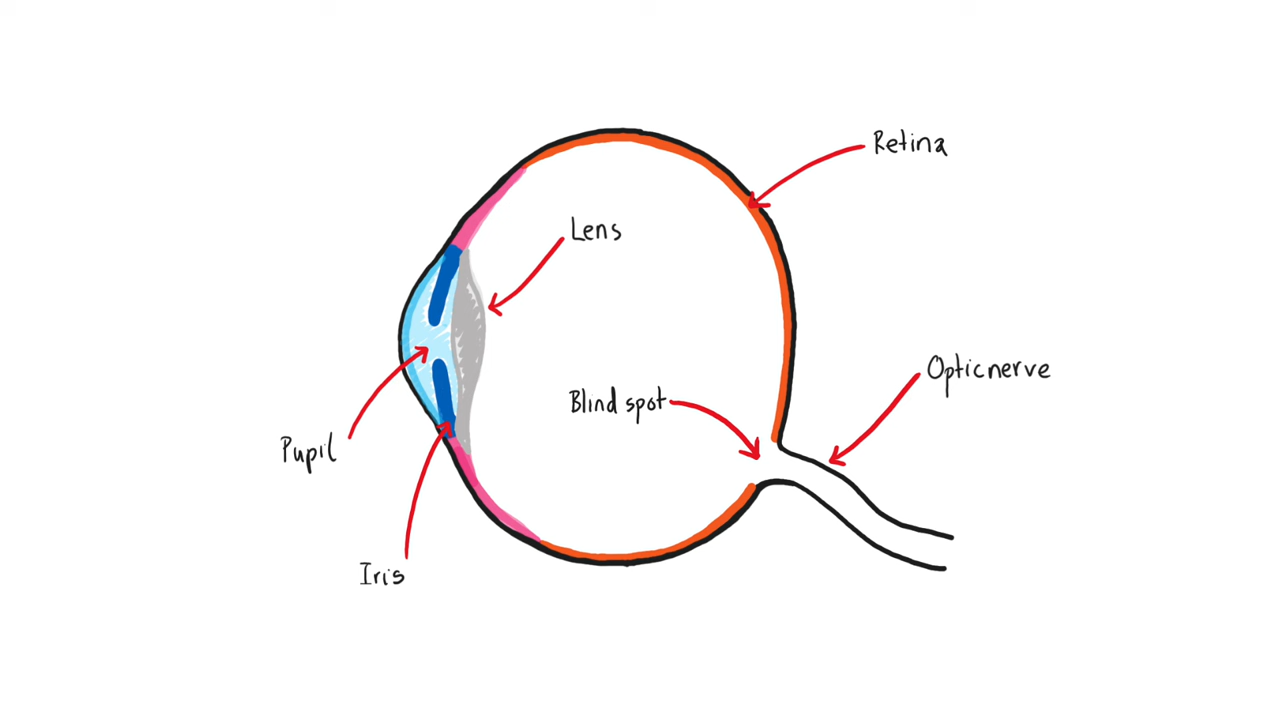 Retina
Lens
Opticnerve
Blind spot
Pupil
Iris